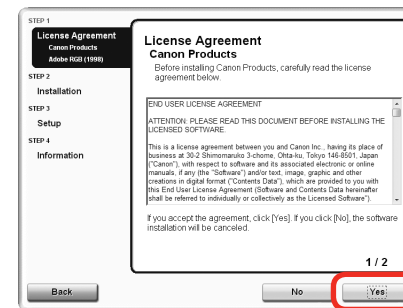 STEP 1
License Agreement
Canon Products
Adobe RGB (1998)
STEP 2
Installation
STEP 3
Setup
STEP 4
Information
License Agreement
Canon Products
Before installing Canon Products, carefully read the license
agreement below.
END USER LICENSE AGREEMENT
ATTENTION: PLEASE READ THIS DOCUMENT BEFORE INSTALLING THE
LICENSED SOFTWARE.
This is a license agreement between you and Canon Inc., having its place of
business at 30-2 Shimomaruko 3-chome, Ohta-ku, Tokyo 146-8501, Japan
("Canon"), with respect to software and its associated electronic or online
manuals, if any (the "Software") and/or text, image, graphic and other
creations in digital format ("Contents Data"), which are provided to you with
this End User License Agreement (Software and Contents Data hereinafter
shall be referred to individually or collectively as the Licensed Software").
If you accept the agreement, click [Yes]. If you click [No], the software
installation will be canceled.
1 / 2
Back
No
Yes